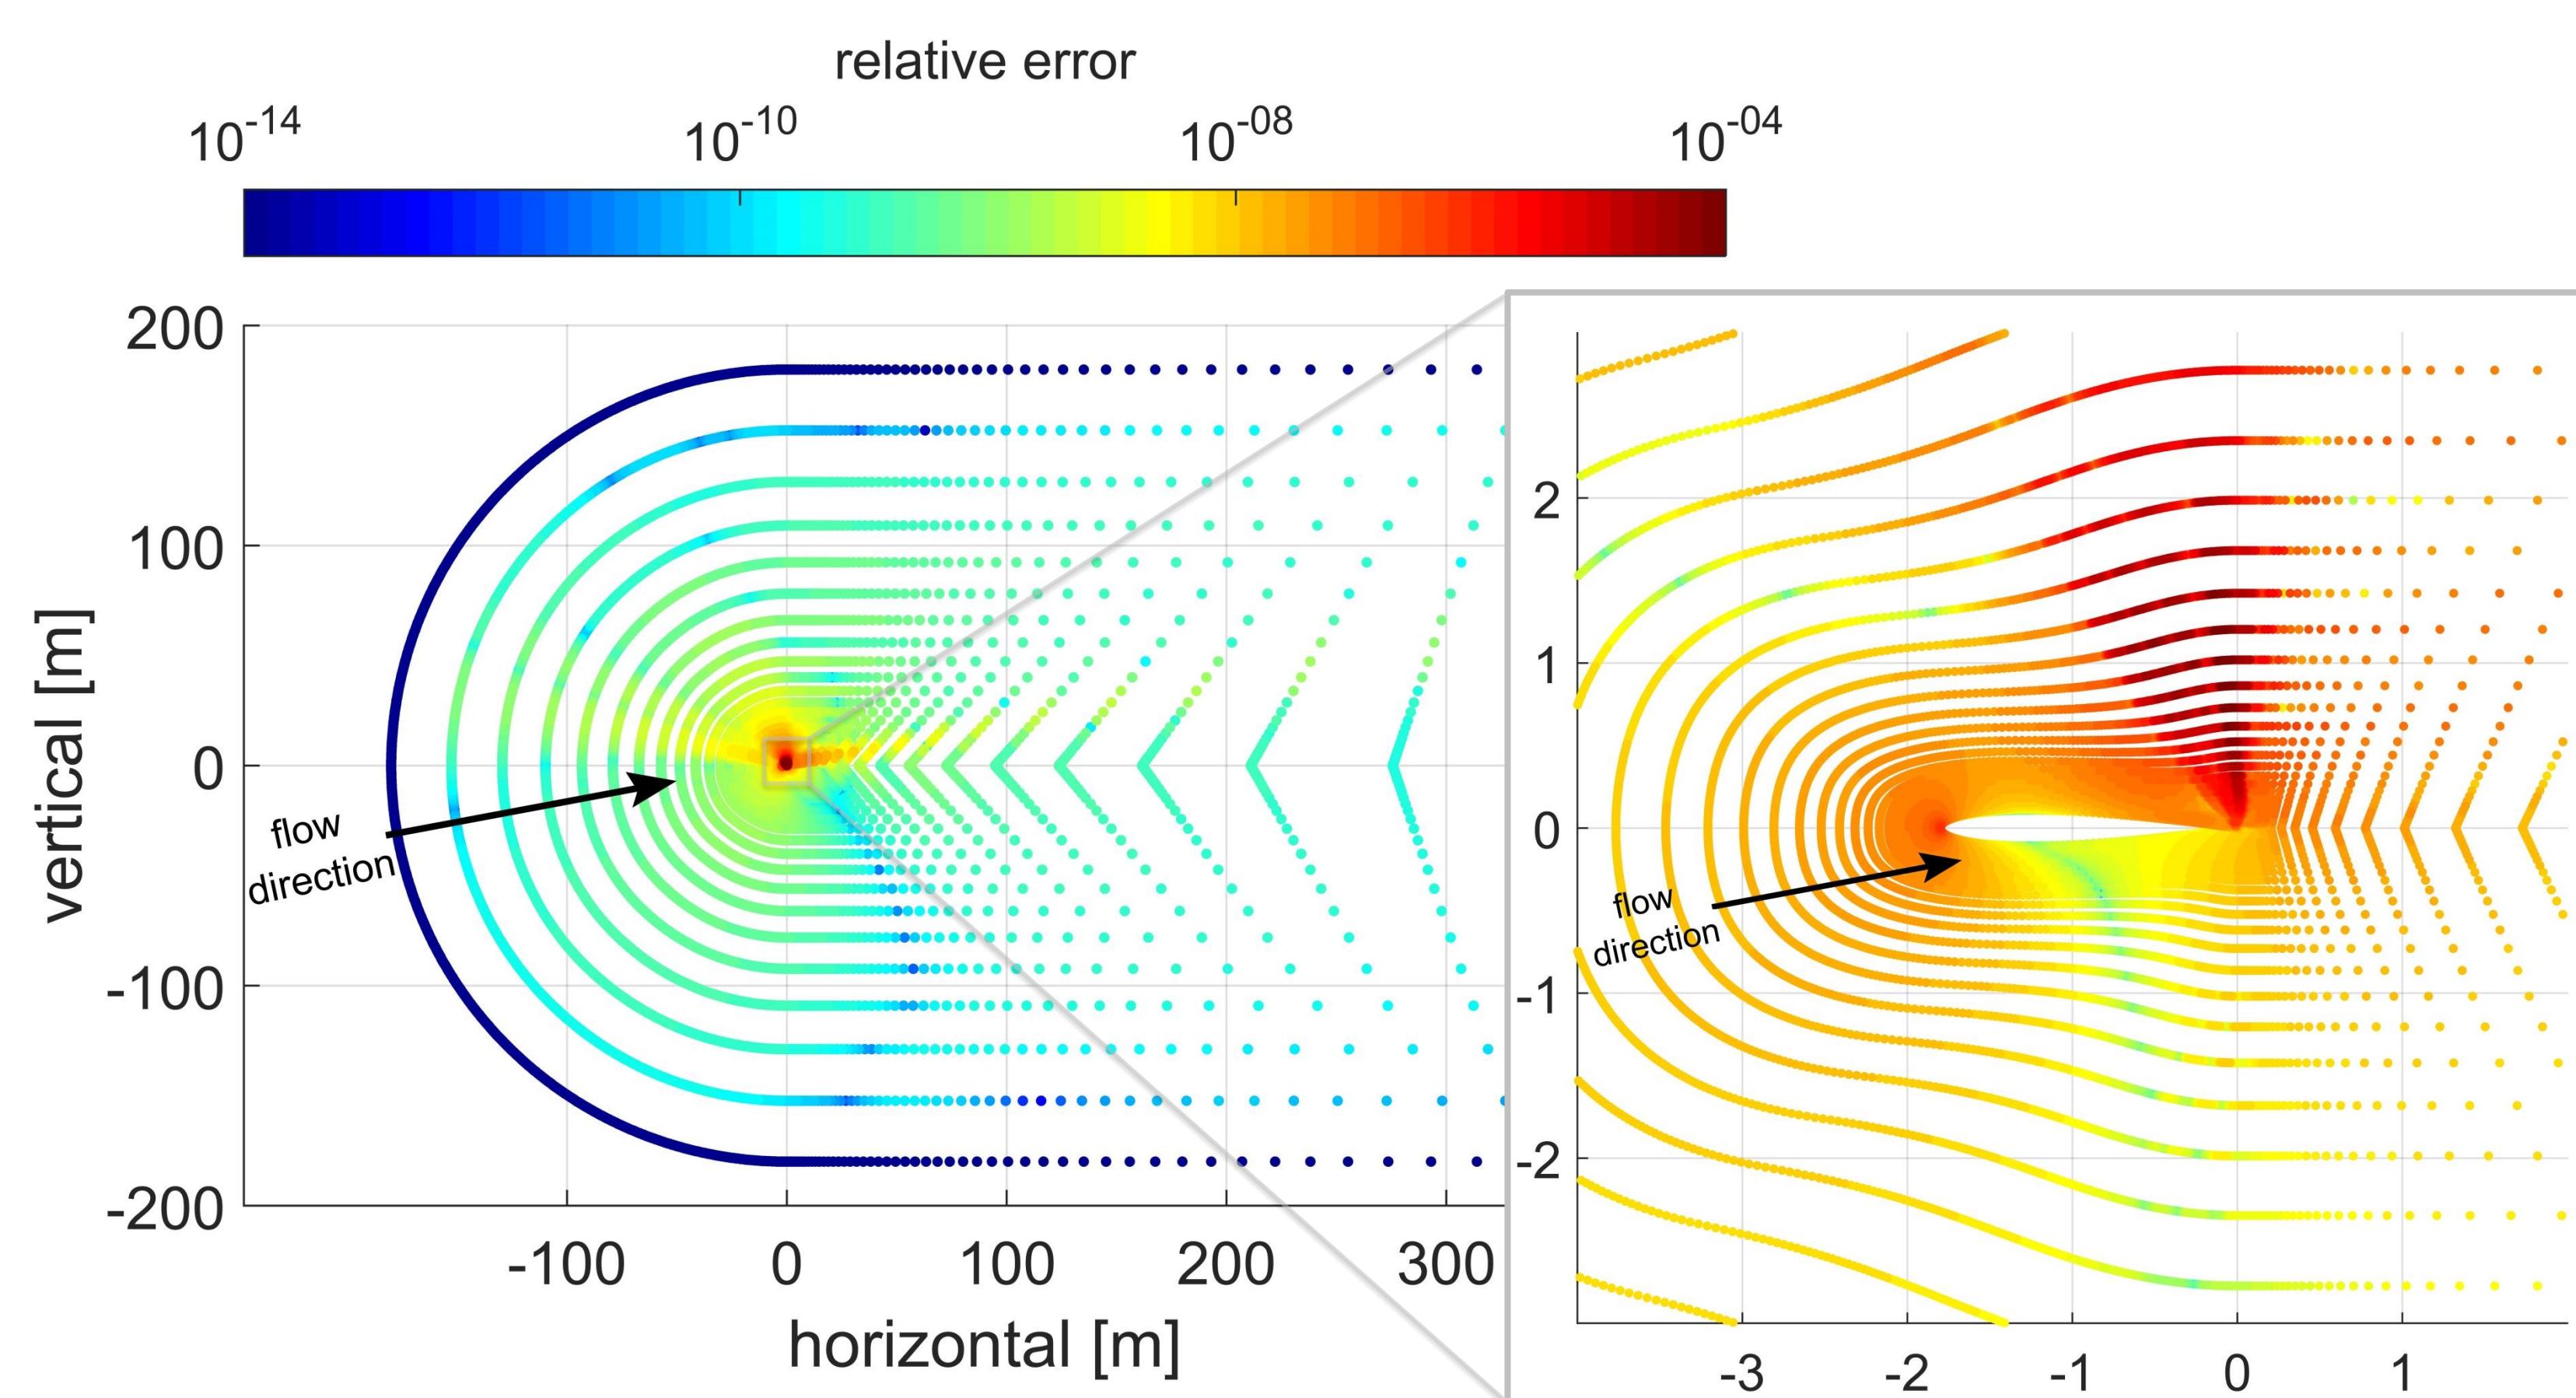 relative error
10^-14 10^-10 10^-08 10^-04
200
100
0
-100
-200
vertical [m]
flow
direction
-100 0 100 200 300
horizontal [m]
2
1
0
-1
-2
flow
direction
-3 -2 -1 0 1